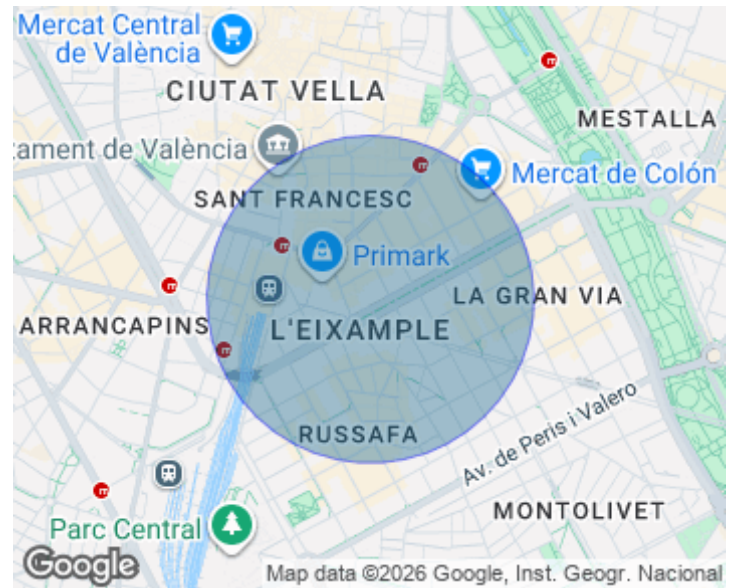 Mercat Central
de València
CIUTAT VELLA
MESTALLA
tament de València
Mercat de Colón
SANT FRANCESC
Primark
LA GRAN VIA
ARRANCAPINS
L'EIXAMPLE
RUSSAFA
Av. de Peris i Valero
MONTOLIVET
Parc Central
Google
Map data ©2026 Google, Inst. Geogr. Nacional